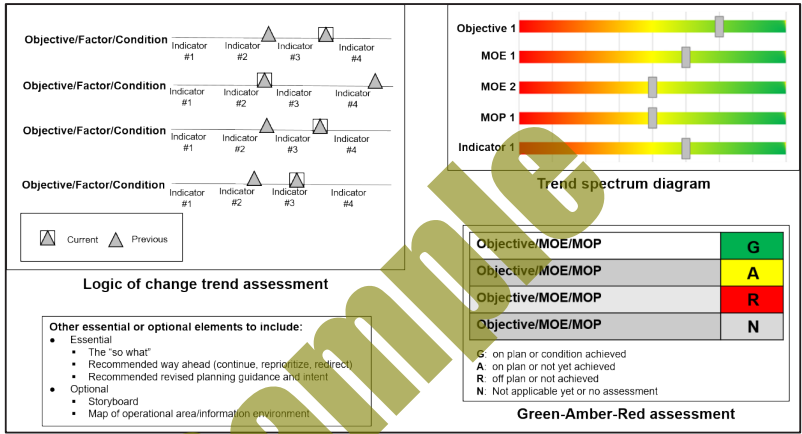 Objective/Factor/Condition
Indicator #1
Indicator #2
Indicator #3
Indicator #4
Objective/Factor/Condition
Indicator #1
Indicator #2
Indicator #3
Indicator #4
Objective/Factor/Condition
Indicator #1
Indicator #2
Indicator #3
Indicator #4
Objective/Factor/Condition
Indicator #1
Indicator #2
Indicator #3
Indicator #4
Current
Previous
Logic of change trend assessment
Objective 1
MOE 1
MOE 2
MOP 1
Indicator 1
Trend spectrum diagram
Other essential or optional elements to include:
● Essential
▪ The “so what”
▪ Recommended way ahead (continue, reprioritize, redirect)
▪ Recommended revised planning guidance and intent
● Optional
▪ Storyboard
▪ Map of operational area/information environment
Objective/MOE/MOP G
Objective/MOE/MOP A
Objective/MOE/MOP R
Objective/MOE/MOP N
G: on plan or condition achieved
A: on plan or not yet achieved
R: off plan or not achieved
N: Not applicable yet or no assessment
Green-Amber-Red assessment
Sample